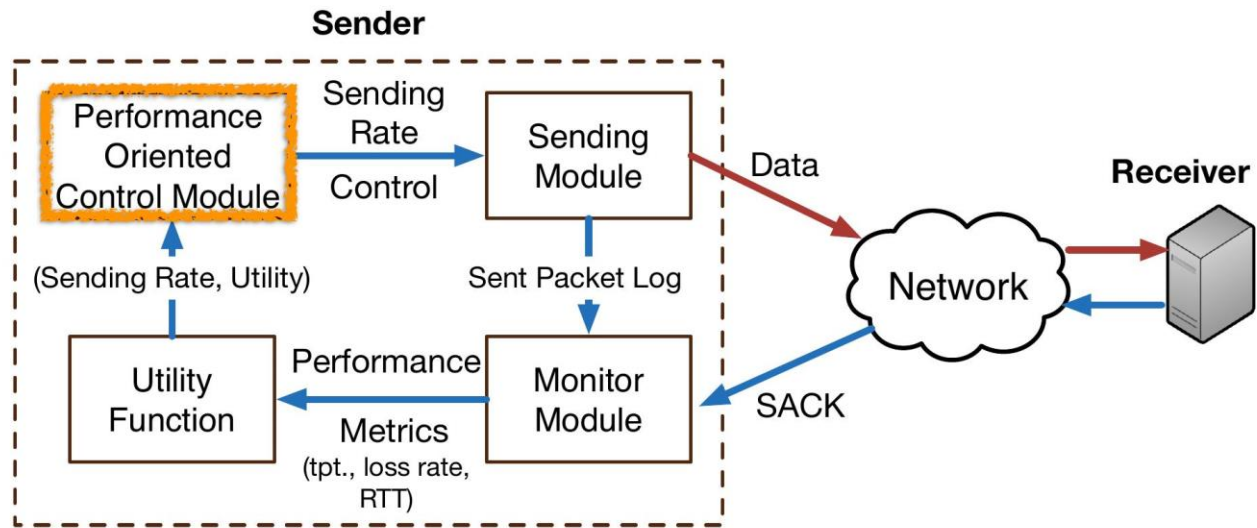 Sender
Performance
Oriented
Control Module
Sending
Rate
Control
Sending
Module
Data
Receiver
(Sending Rate, Utility)
Sent Packet Log
Network
Utility
Function
Performance
Metrics
(tpt., loss rate,
RTT)
Monitor
Module
SACK